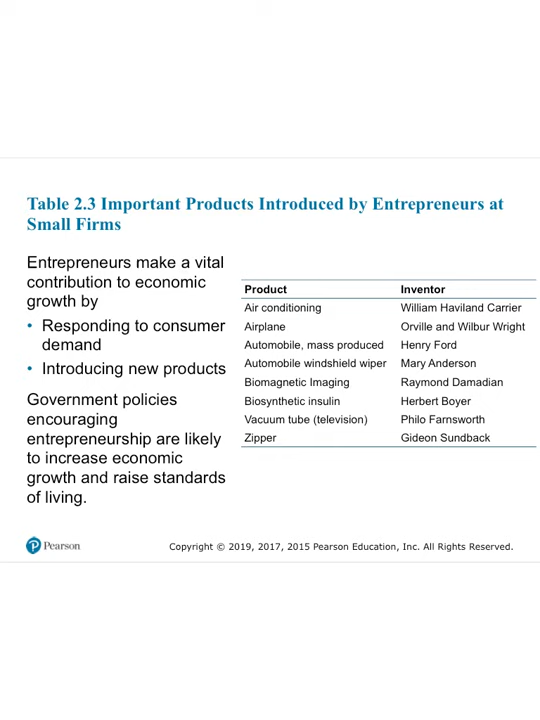 Table 2.3 Important Products Introduced by Entrepreneurs at
Small Firms
Entrepreneurs make a vital
contribution to economic
growth by
• Responding to consumer
demand
• Introducing new products
Government policies
encouraging
entrepreneurship are likely
to increase economic
growth and raise standards
of living.
Product Inventor
Air conditioning William Haviland Carrier
Airplane Orville and Wilbur Wright
Automobile, mass produced Henry Ford
Automobile windshield wiper Mary Anderson
Biomagnetic Imaging Raymond Damadian
Biosynthetic insulin Herbert Boyer
Vacuum tube (television) Philo Farnsworth
Zipper Gideon Sundback
P Pearson
Copyright © 2019, 2017, 2015 Pearson Education, Inc. All Rights Reserved.